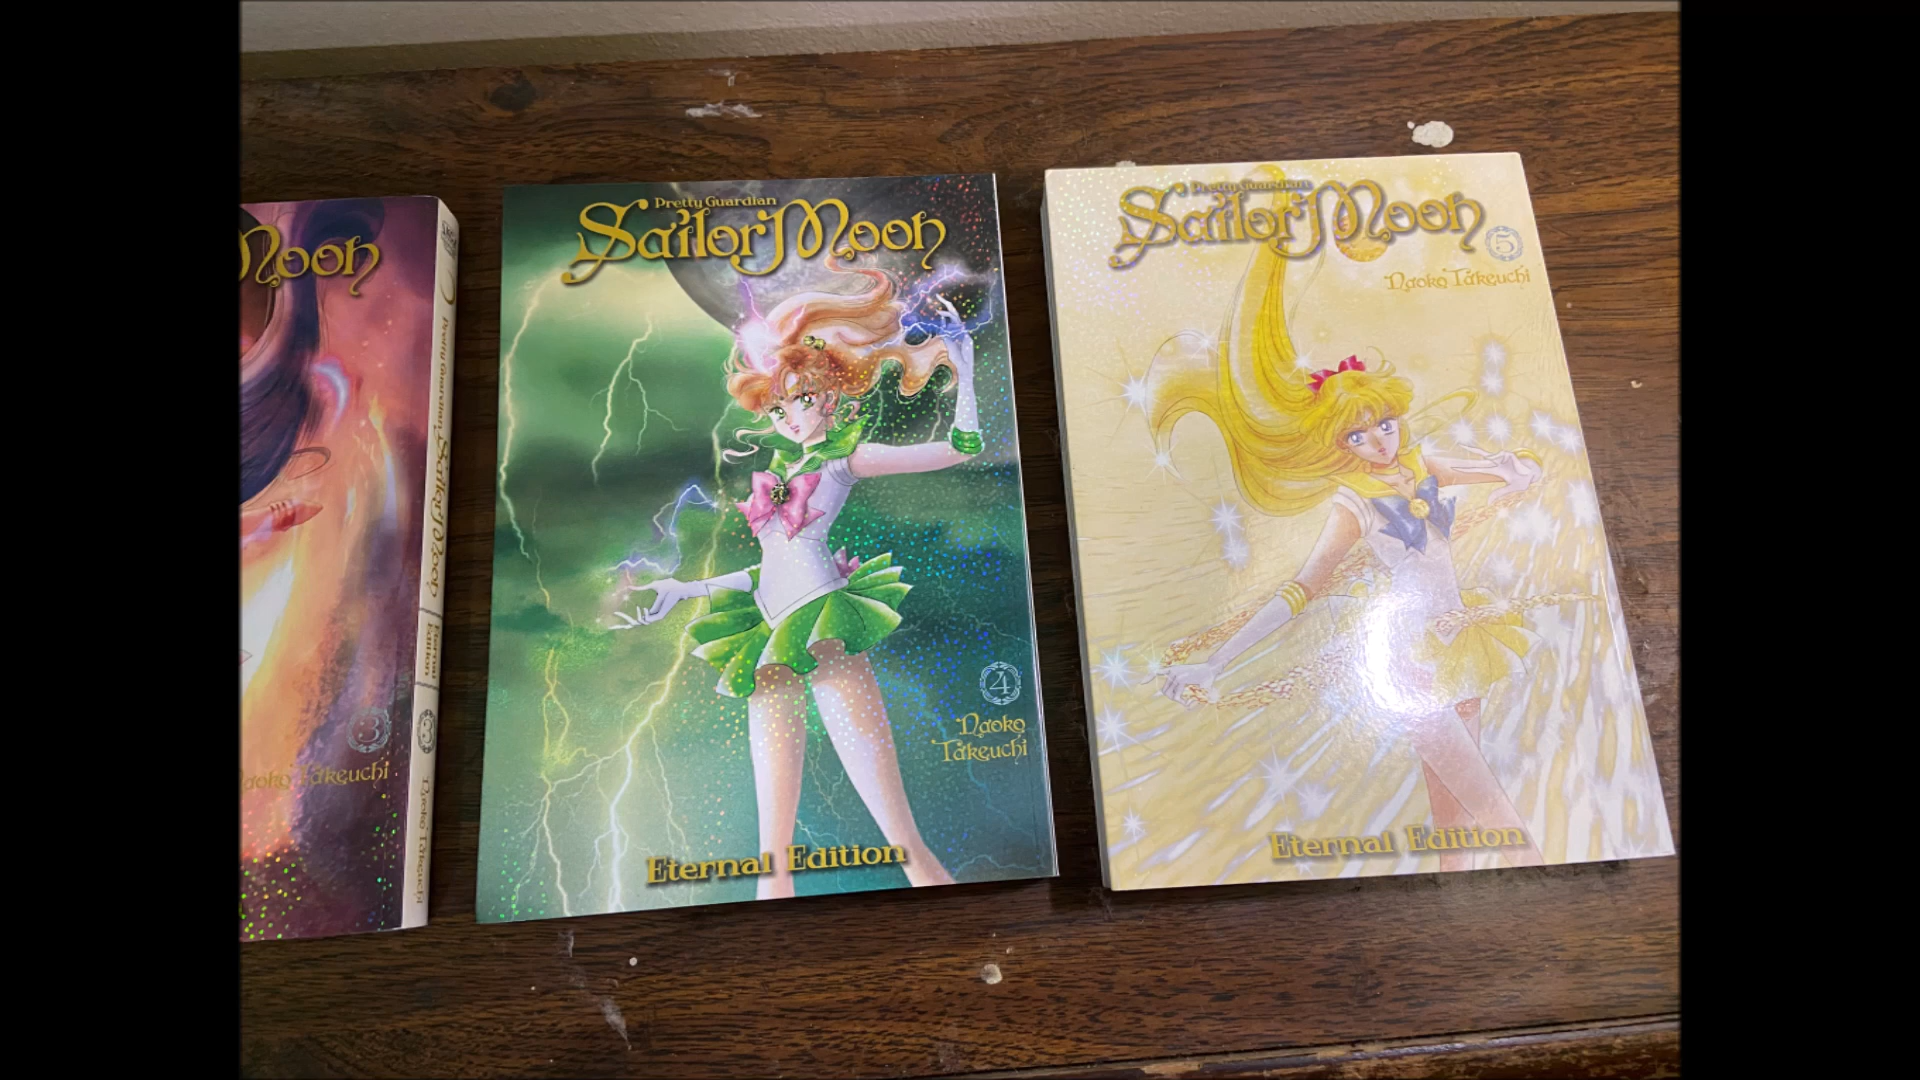 Moon
3
Takeuchi
Pretty Guardian Sailor Moon
Eternal
Edition
3
Naoko Takeuchi
Pretty Guardian
Sailor Moon
4
Naoko
Takeuchi
Eternal Edition
Pretty Guardian
Sailor Moon
5
Naoko Takeuchi
Eternal Edition